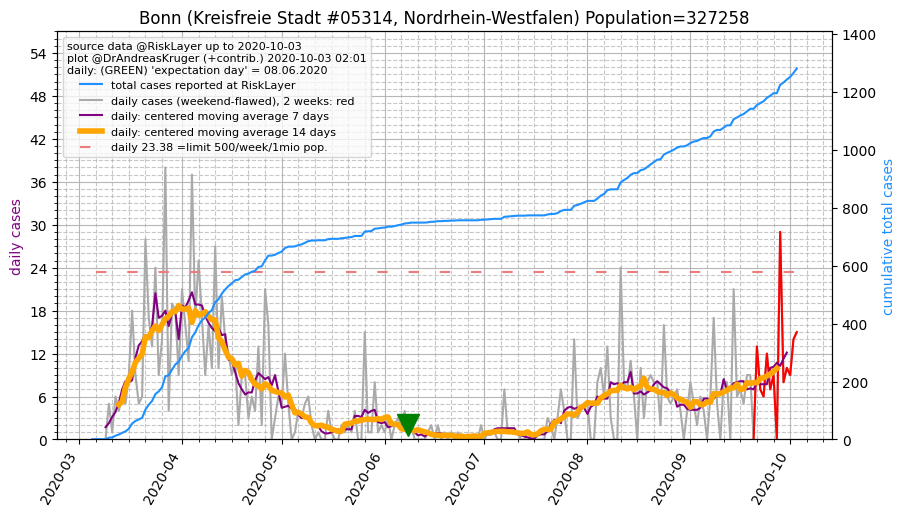 Bonn (Kreisfreie Stadt #05314, Nordrhein-Westfalen) Population=327258
source data @RiskLayer up to 2020-10-03
plot @DrAndreasKruger (+contrib.) 2020-10-03 02:01
daily: (GREEN) 'expectation day' = 08.06.2020
total cases reported at RiskLayer
daily cases (weekend-flawed), 2 weeks: red
daily: centered moving average 7 days
daily: centered moving average 14 days
daily 23.38 =limit 500/week/1mio pop.
daily cases
54
48
42
36
30
24
18
12
6
0
1400
1200
1000
800
600
400
200
0
cumulative total cases
2020-03
2020-04
2020-05
2020-06
2020-07
2020-08
2020-09
2020-10